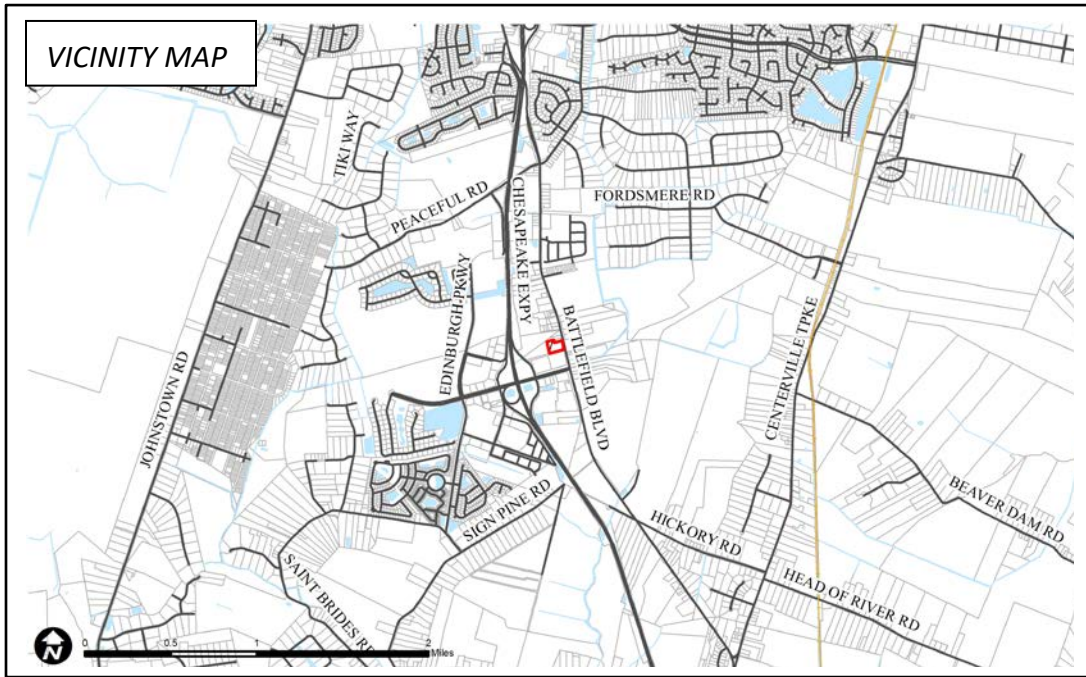 VICINITY MAP
TIKI WAY
PEACEFUL RD
CHESAPEAKE EXPY
FORDSMERE RD
EDINBURGH PKWY
BATTLEFIELD BLVD
CENTERVILLE TPKE
JOHNSTOWN RD
SIGN PINE RD
BEAVER DAM RD
HICKORY RD
SAINT BRIDES RD
HEAD OF RIVER RD
N
0 0.5 1 2
Miles